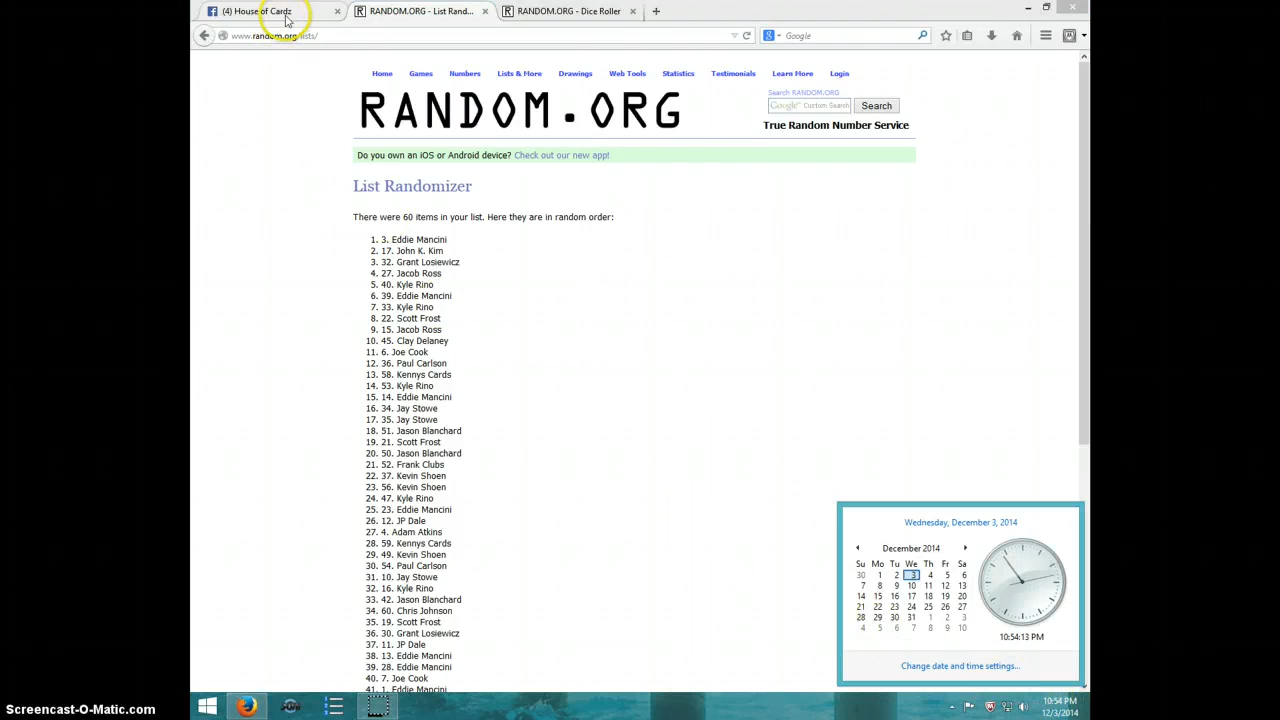 (4) House of Cardz
RANDOM.ORG - List Rand...
RANDOM.ORG - Dice Roller
www.random.org/lists/
Google
Home Games Numbers Lists & More Drawings Web Tools Statistics Testimonials Learn More Login
Search RANDOM.ORG
Google Custom Search
Search
RANDOM.ORG
True Random Number Service
Do you own an iOS or Android device? Check out our new app!
List Randomizer
There were 60 items in your list. Here they are in random order:
1. 3. Eddie Mancini
2. 17. John K. Kim
3. 32. Grant Losiewicz
4. 27. Jacob Ross
5. 40. Kyle Rino
6. 39. Eddie Mancini
7. 33. Kyle Rino
8. 22. Scott Frost
9. 15. Jacob Ross
10. 45. Clay Delaney
11. 6. Joe Cook
12. 36. Paul Carlson
13. 58. Kennys Cards
14. 53. Kyle Rino
15. 14. Eddie Mancini
16. 34. Jay Stowe
17. 35. Jay Stowe
18. 51. Jason Blanchard
19. 21. Scott Frost
20. 50. Jason Blanchard
21. 52. Frank Clubs
22. 37. Kevin Shoen
23. 56. Kevin Shoen
24. 47. Kyle Rino
25. 23. Eddie Mancini
26. 12. JP Dale
27. 4. Adam Atkins
28. 59. Kennys Cards
29. 49. Kevin Shoen
30. 54. Paul Carlson
31. 10. Jay Stowe
32. 16. Kyle Rino
33. 42. Jason Blanchard
34. 60. Chris Johnson
35. 19. Scott Frost
36. 30. Grant Losiewicz
37. 11. JP Dale
38. 13. Eddie Mancini
39. 28. Eddie Mancini
40. 7. Joe Cook
41. 1. Eddie Mancini
Wednesday, December 3, 2014
December 2014
Su Mo Tu We Th Fr Sa
30 1 2 3 4 5 6
7 8 9 10 11 12 13
14 15 16 17 18 19 20
21 22 23 24 25 26 27
28 29 30 31 1 2 3
4 5 6 7 8 9 10
10:54:13 PM
Change date and time settings...
10:54 PM
12/3/2014
Screencast-O-Matic.com